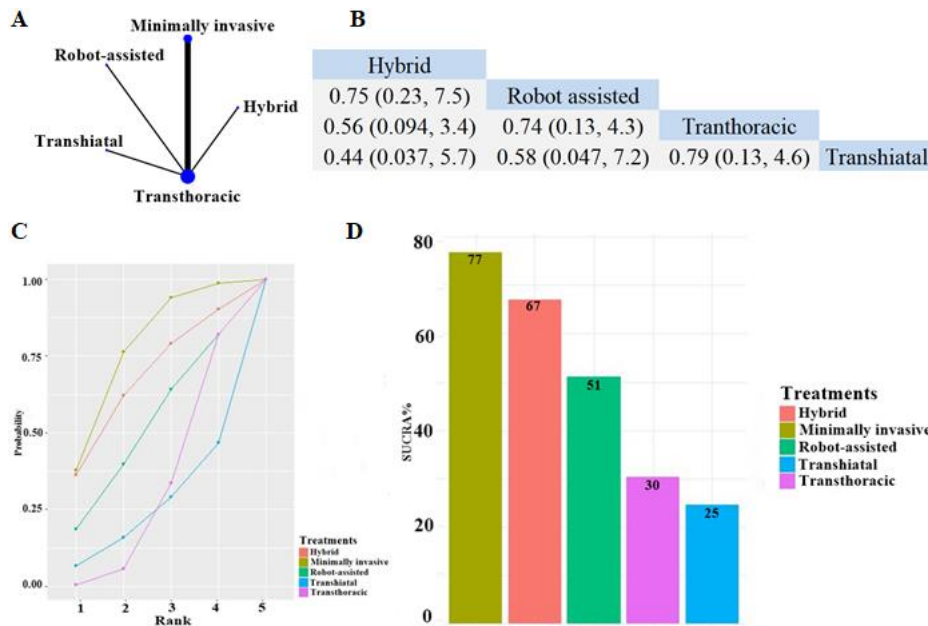 A
Minimally invasive
Robot-assisted
Hybrid
Transhiatal
Transthoracic
B
Hybrid
0.75 (0.23, 7.5) Robot assisted
0.56 (0.094, 3.4) 0.74 (0.13, 4.3) Tranthoracic
0.44 (0.037, 5.7) 0.58 (0.047, 7.2) 0.79 (0.13, 4.6) Transhiatal
C
1.00
0.75
0.50
0.25
0.00
Probability
1 2 3 4 5
Rank
Treatments
Hybrid
Minimally invasive
Robot-assisted
Transhiatal
Transthoracic
D
80
60
40
20
0
SUCRA%
77
67
51
30
25
Treatments
Hybrid
Minimally invasive
Robot-assisted
Transhiatal
Transthoracic